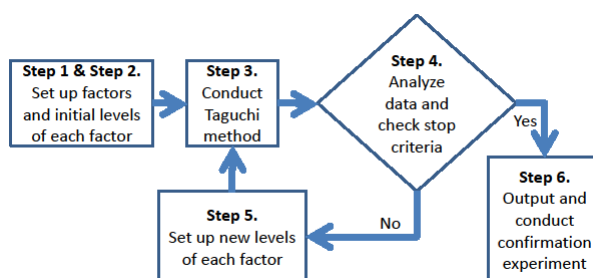 Step 1 & Step 2.
Set up factors
and initial levels
of each factor
Step 3.
Conduct
Taguchi
method
Step 4.
Analyze
data and
check stop
criteria
Yes
No
Step 5.
Set up new levels
of each factor
Step 6.
Output and
conduct
confirmation
experiment